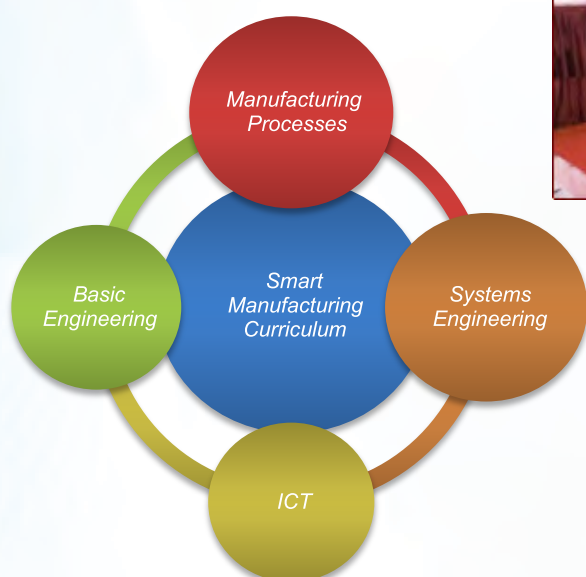 Manufacturing
Processes
Basic
Engineering
Smart
Manufacturing
Curriculum
Systems
Engineering
ICT